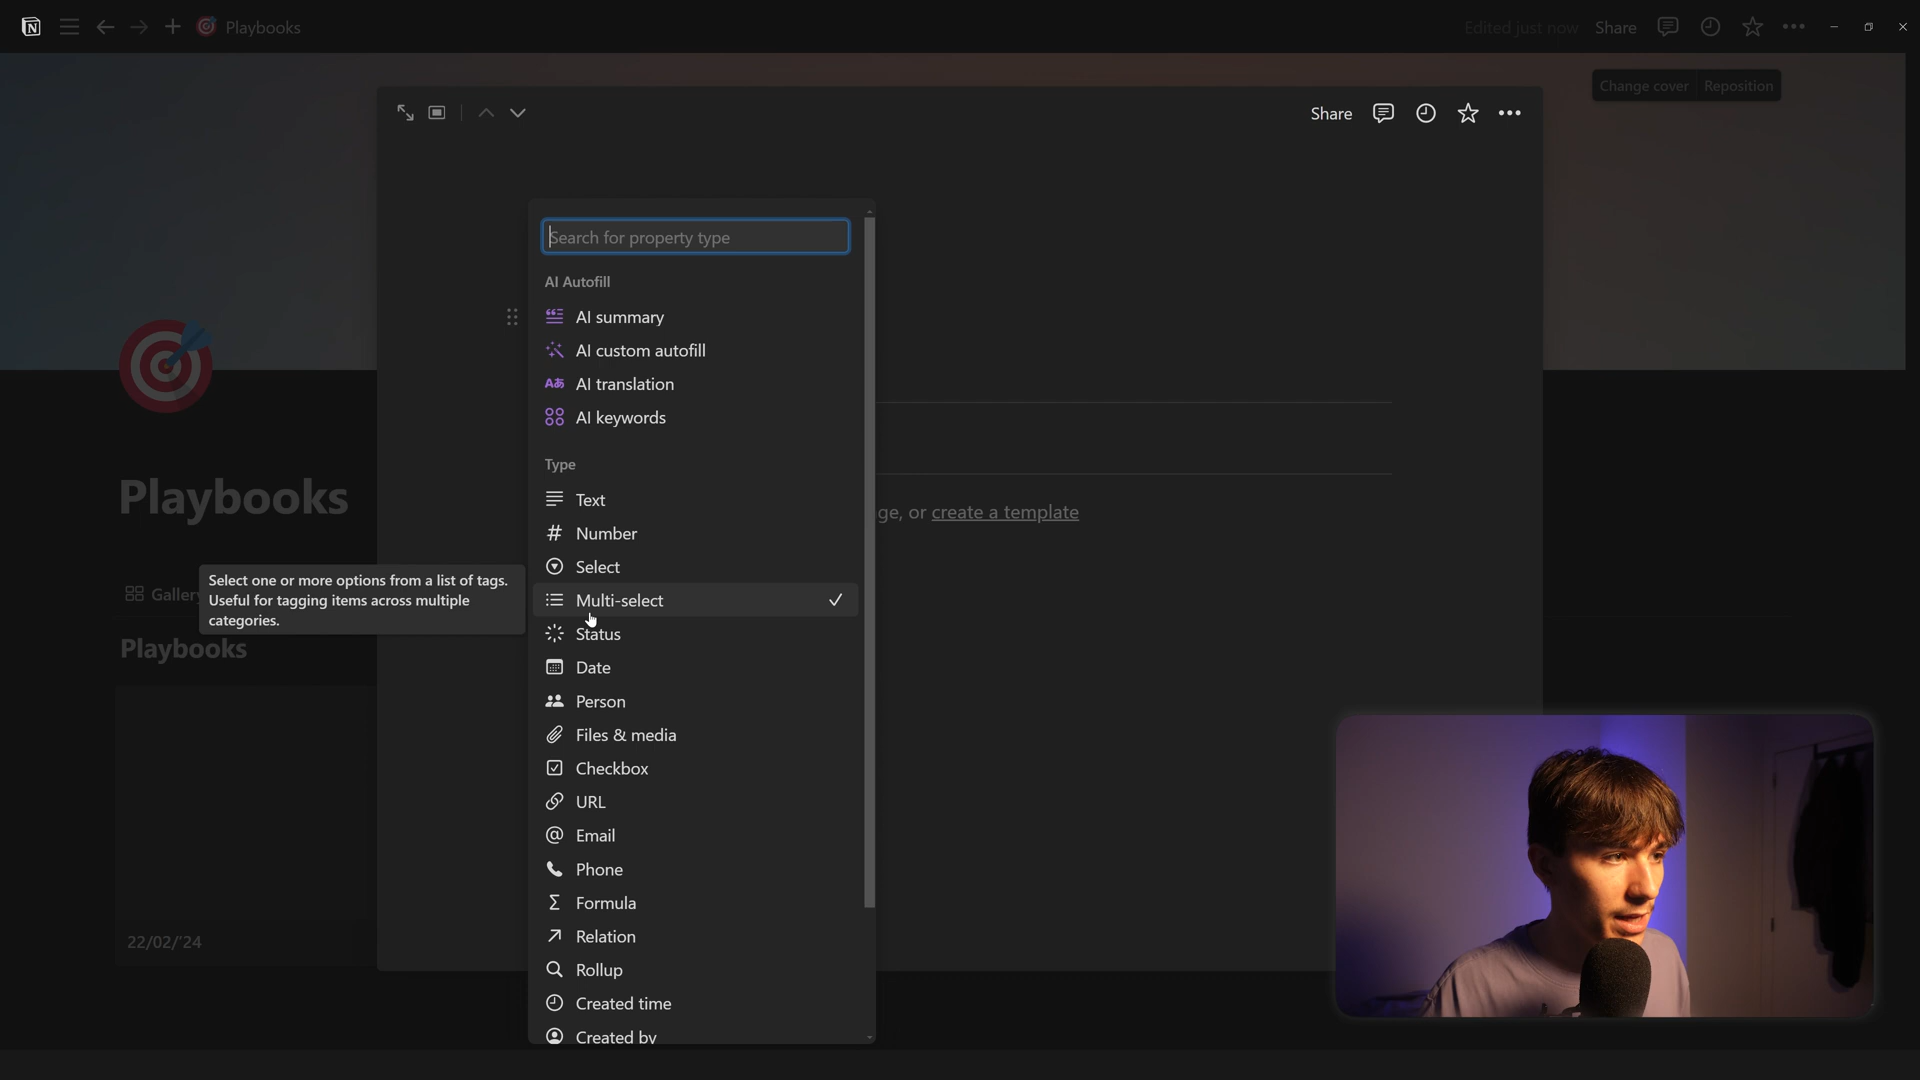 Playbooks
Edited just now
Share
Change cover
Reposition
Share
Search for property type
AI Autofill
AI summary
AI custom autofill
AI translation
AI keywords
Type
Text
Number
Select
Multi-select
Status
Date
Person
Files & media
Checkbox
URL
Email
Phone
Formula
Relation
Rollup
Created time
Created by
ge, or create a template
Playbooks
Gallery
Select one or more options from a list of tags.
Useful for tagging items across multiple
categories.
Playbooks
22/02/'24